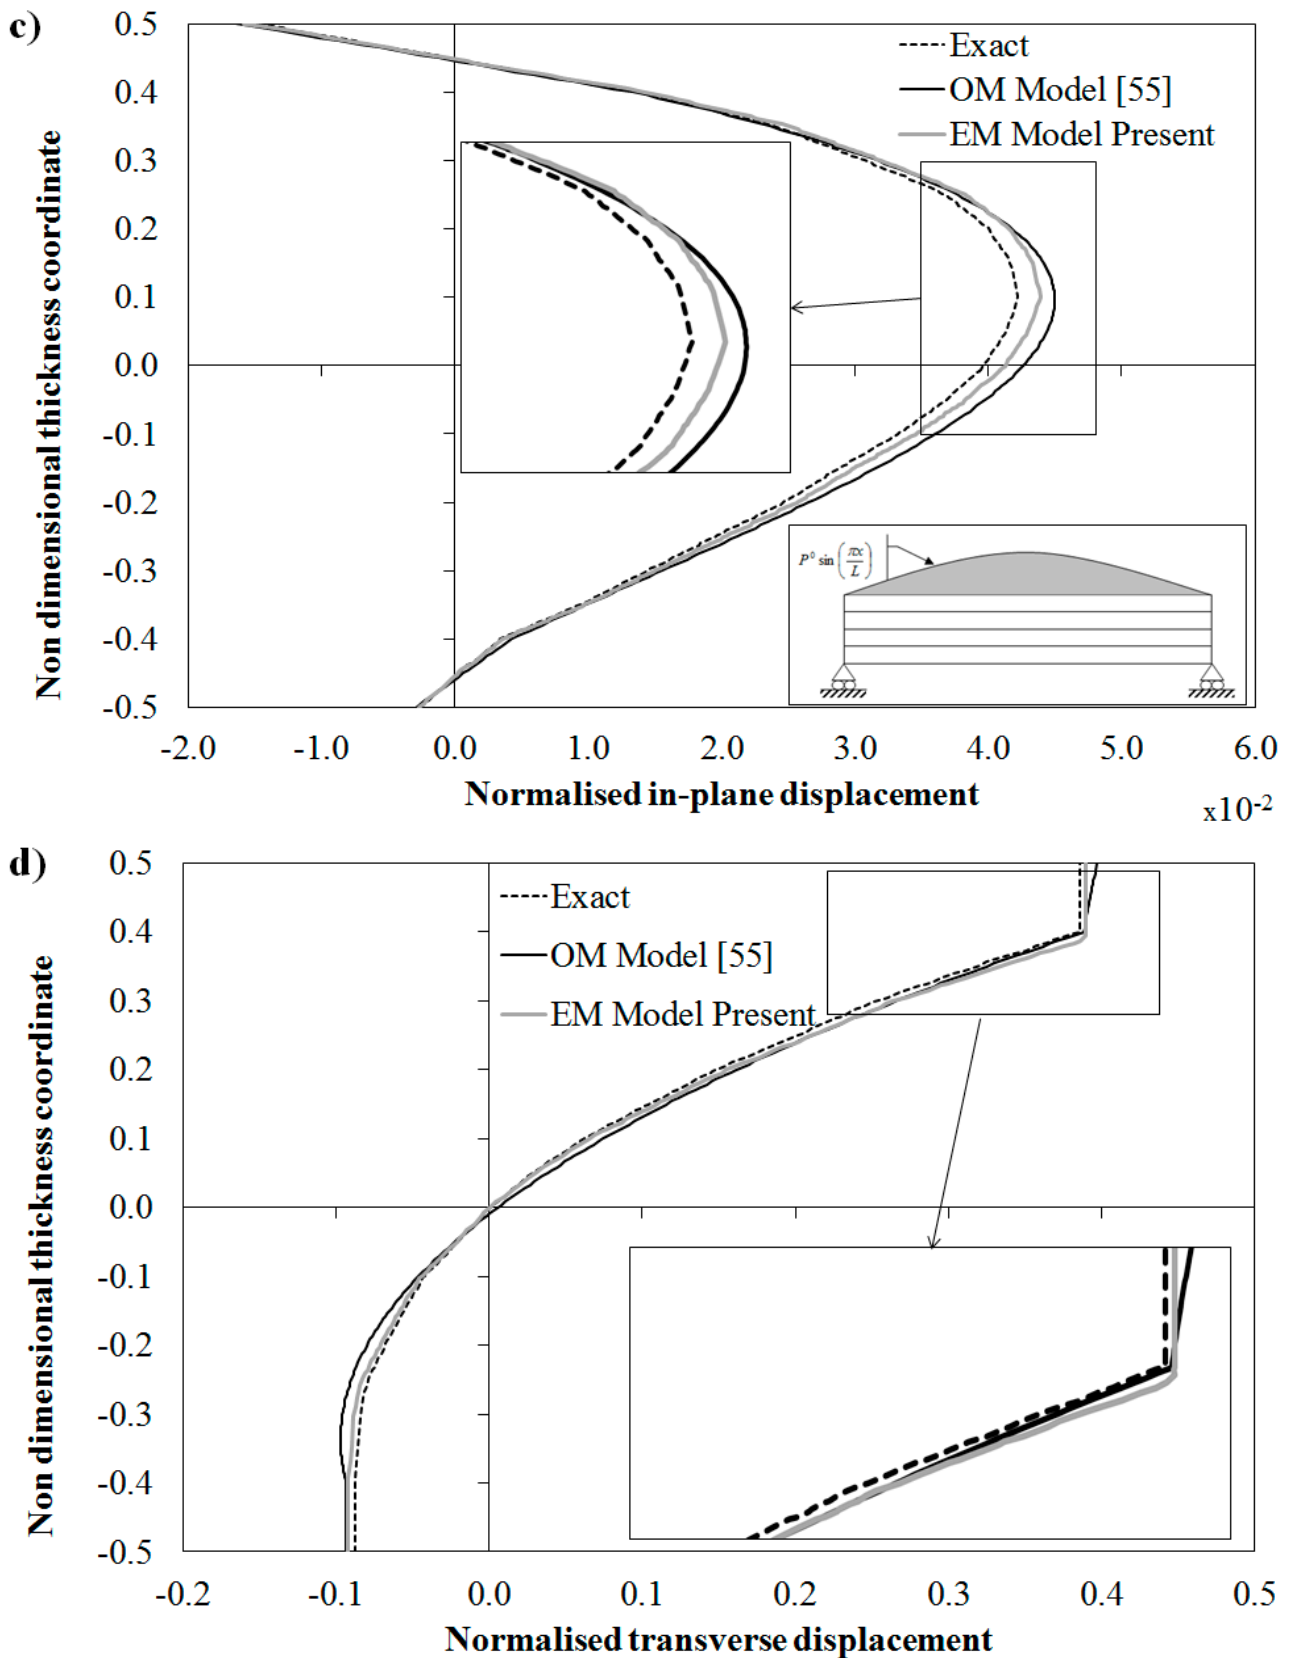 c)
0.5
0.4
0.3
0.2
0.1
0.0
-0.1
-0.2
-0.3
-0.4
-0.5
Non dimensional thickness coordinate
Exact
OM Model [55]
EM Model Present
P⁰ sin(πx/L)
-2.0 -1.0 0.0 1.0 2.0 3.0 4.0 5.0 6.0
Normalised in-plane displacement
x10⁻²
d)
0.5
0.4
0.3
0.2
0.1
0.0
-0.1
-0.2
-0.3
-0.4
-0.5
Non dimensional thickness coordinate
Exact
OM Model [55]
EM Model Present
-0.2 -0.1 0.0 0.1 0.2 0.3 0.4 0.5
Normalised transverse displacement